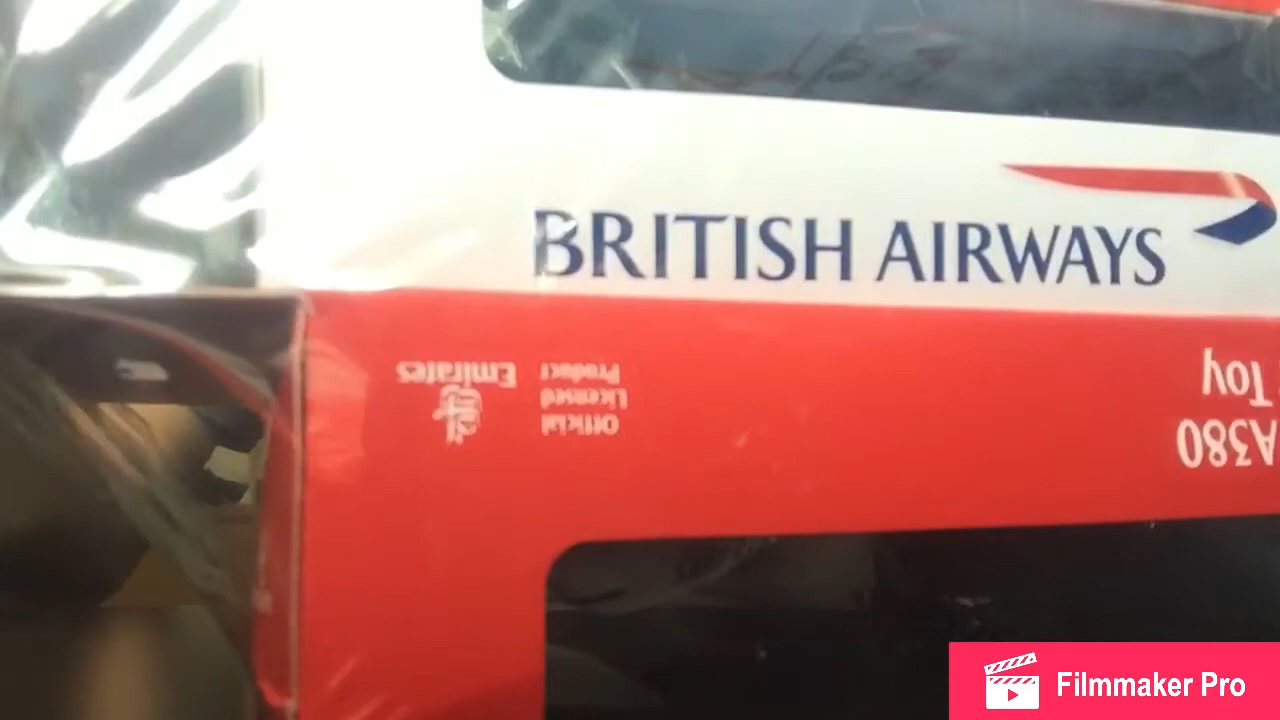 BRITISH AIRWAYS
Official
Licensed
Product
Emirates
A380
Toy
Filmmaker Pro